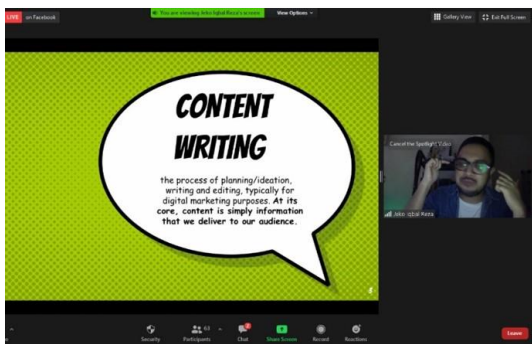 LIVE on Facebook
You are viewing Jeko Iqbal Reza's screen
View Options
Gallery View
Exit Full Screen
CONTENT
WRITING
the process of planning/ideation,
writing and editing, typically for
digital marketing purposes. At its
core, content is simply information
that we deliver to our audience.
Cancel the Spotlight Video
Jeko Iqbal Reza
Security
Participants
63
Chat
Share Screen
Record
Reactions
Leave